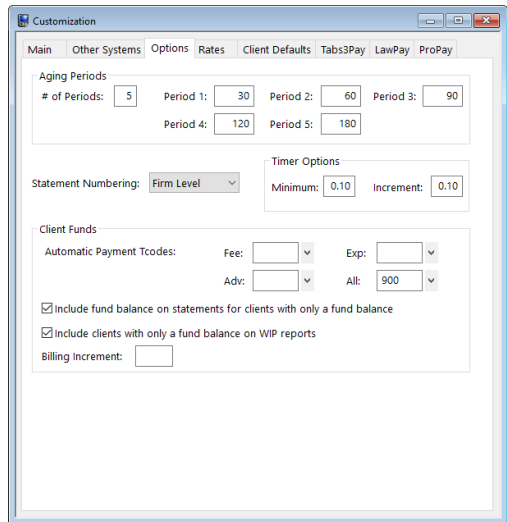 Customization
Main Other Systems Options Rates Client Defaults Tabs3Pay LawPay ProPay
Aging Periods
# of Periods: 5 Period 1: 30 Period 2: 60 Period 3: 90
Period 4: 120 Period 5: 180
Timer Options
Statement Numbering: Firm Level Minimum: 0.10 Increment: 0.10
Client Funds
Automatic Payment Tcodes: Fee: Exp:
Adv: All: 900
Include fund balance on statements for clients with only a fund balance
Include clients with only a fund balance on WIP reports
Billing Increment: